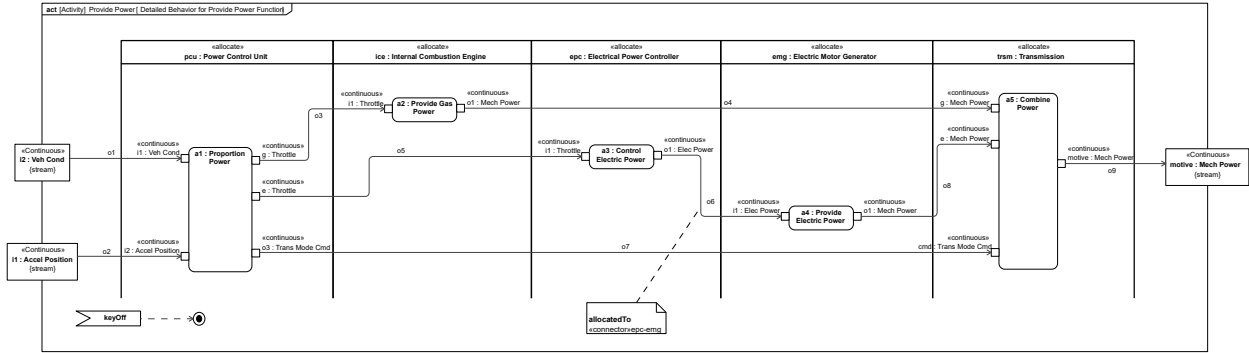 act [Activity] Provide Power [ Detailed Behavior for Provide Power Function]
«allocate»
pcu : Power Control Unit
«allocate»
ice : Internal Combustion Engine
«allocate»
epc : Electrical Power Controller
«allocate»
emg : Electric Motor Generator
«allocate»
trsm : Transmission
«continuous»
i1 : Throttle
a2 : Provide Gas
Power
«continuous»
o1 : Mech Power
o4
«continuous»
g : Mech Power
a5 : Combine
Power
o3
«Continuous»
i2 : Veh Cond
{stream}
o1
«continuous»
i1 : Veh Cond
a1 : Proportion
Power
«continuous»
g : Throttle
o5
«continuous»
i1 : Throttle
a3 : Control
Electric Power
«continuous»
o1 : Elec Power
«continuous»
e : Mech Power
«continuous»
motive : Mech Power
o9
«Continuous»
motive : Mech Power
{stream}
«continuous»
e : Throttle
o6
«continuous»
i1 : Elec Power
a4 : Provide
Electric Power
«continuous»
o1 : Mech Power
o8
«Continuous»
i1 : Accel Position
{stream}
o2
«continuous»
i2 : Accel Position
«continuous»
o3 : Trans Mode Cmd
o7
«continuous»
cmd : Trans Mode Cmd
keyOff
allocatedTo
«connector»epc-emg